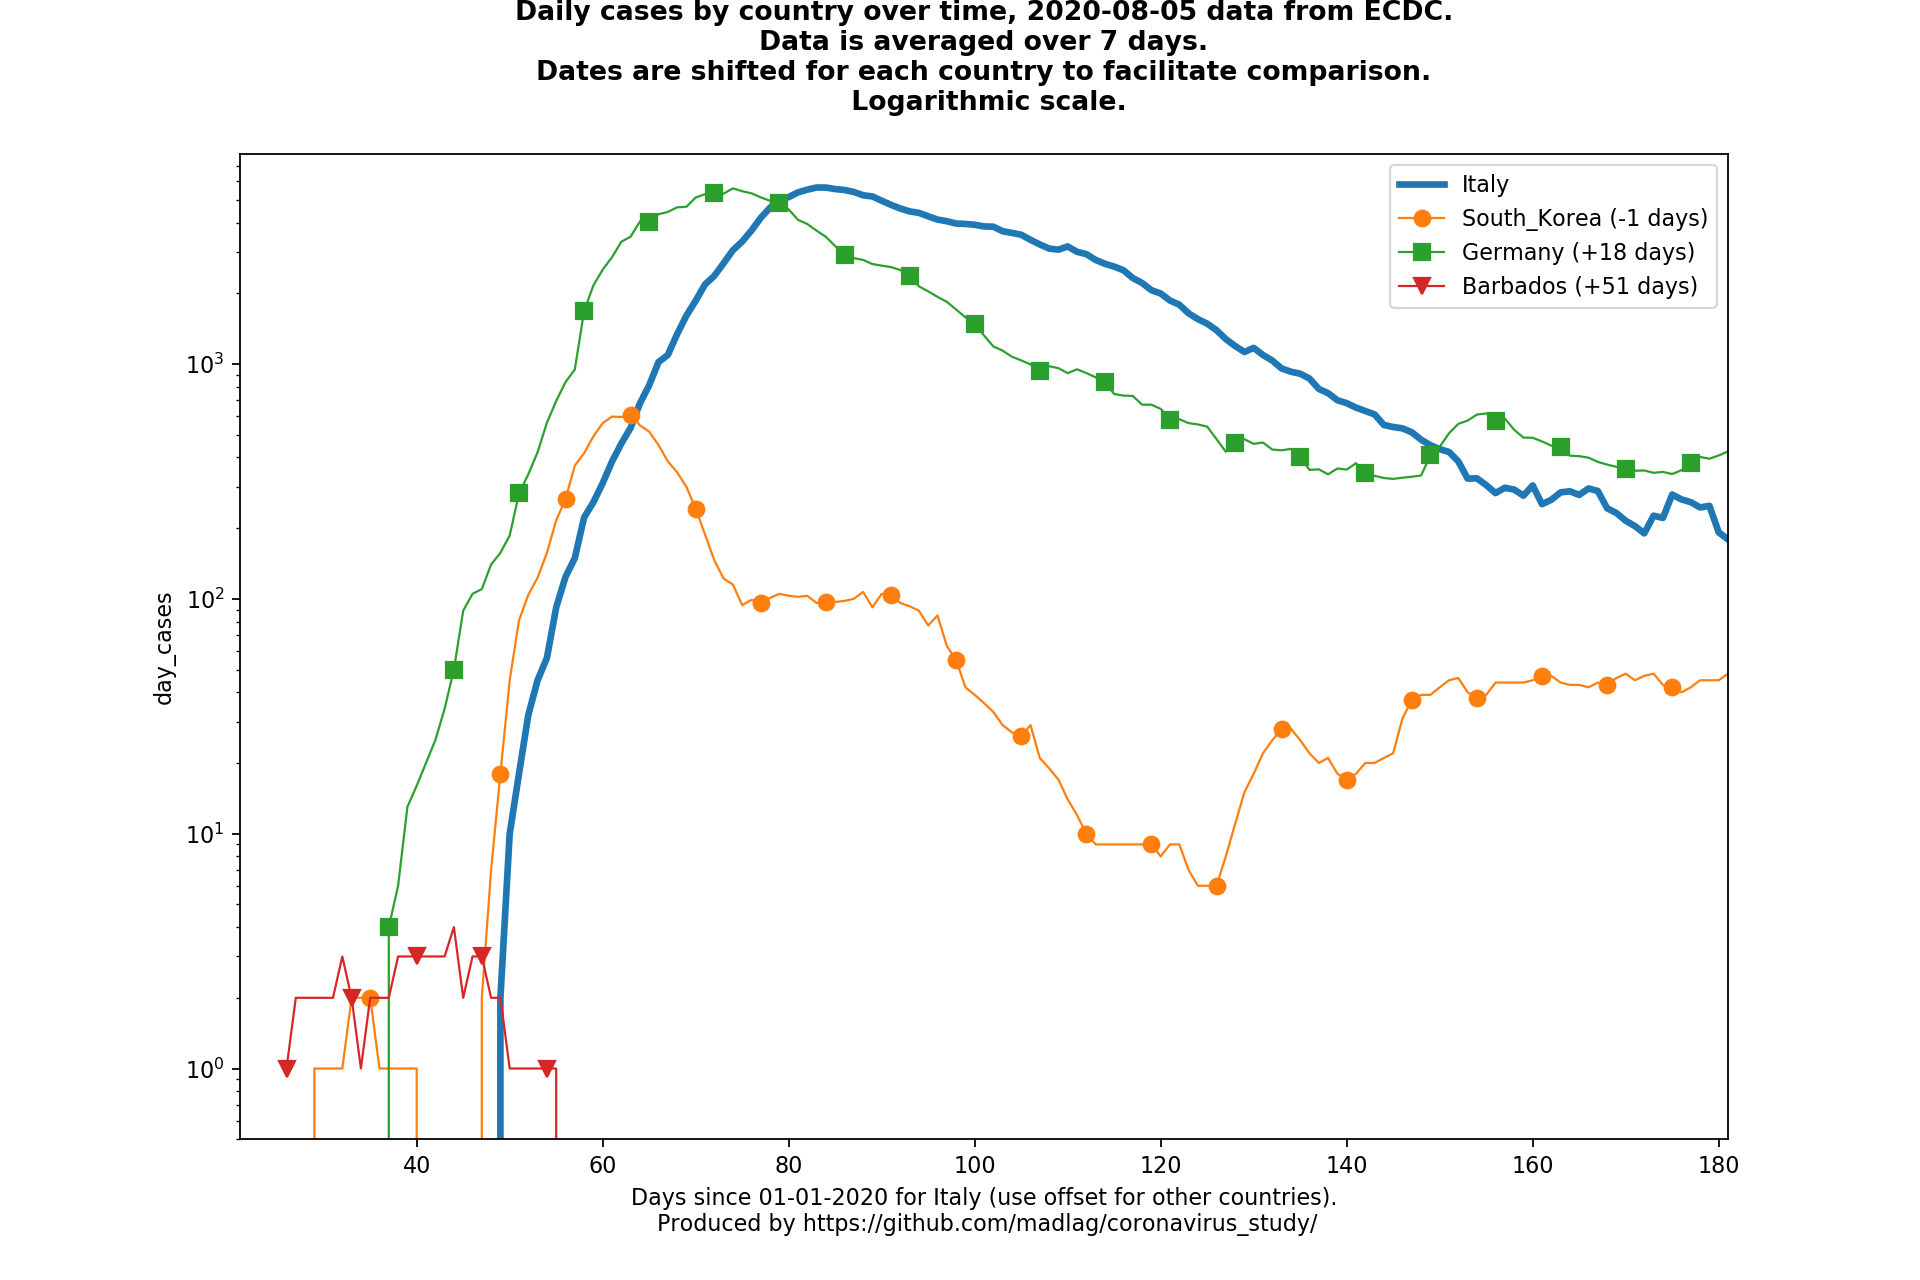 Daily cases by country over time, 2020-08-05 data from ECDC.
Data is averaged over 7 days.
Dates are shifted for each country to facilitate comparison.
Logarithmic scale.
Italy
South_Korea (-1 days)
Germany (+18 days)
Barbados (+51 days)
day_cases
10³
10²
10¹
10⁰
40 60 80 100 120 140 160 180
Days since 01-01-2020 for Italy (use offset for other countries).
Produced by https://github.com/madlag/coronavirus_study/